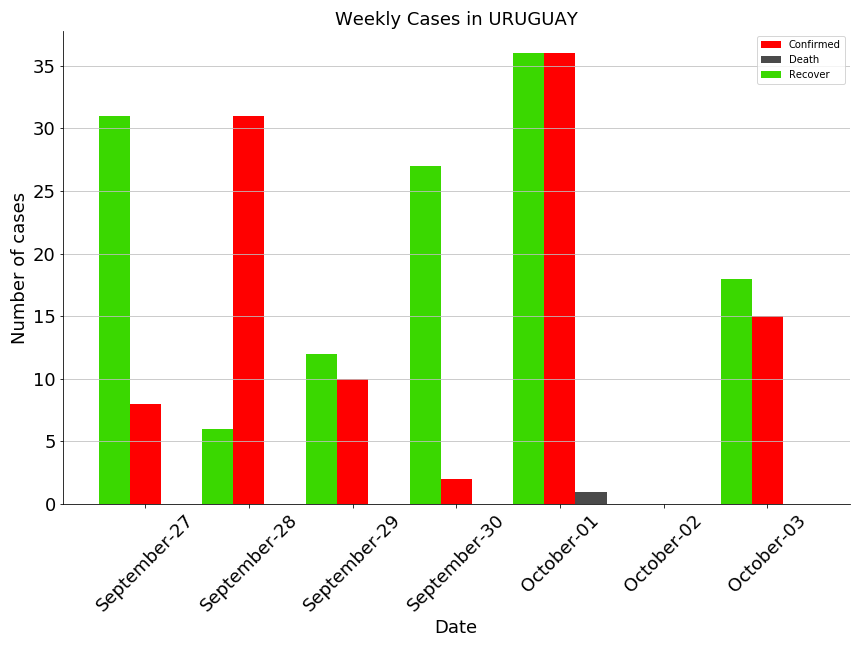 Weekly Cases in URUGUAY
Confirmed
Death
Recover
Number of cases
35
30
25
20
15
10
5
0
September-27
September-28
September-29
September-30
October-01
October-02
October-03
Date